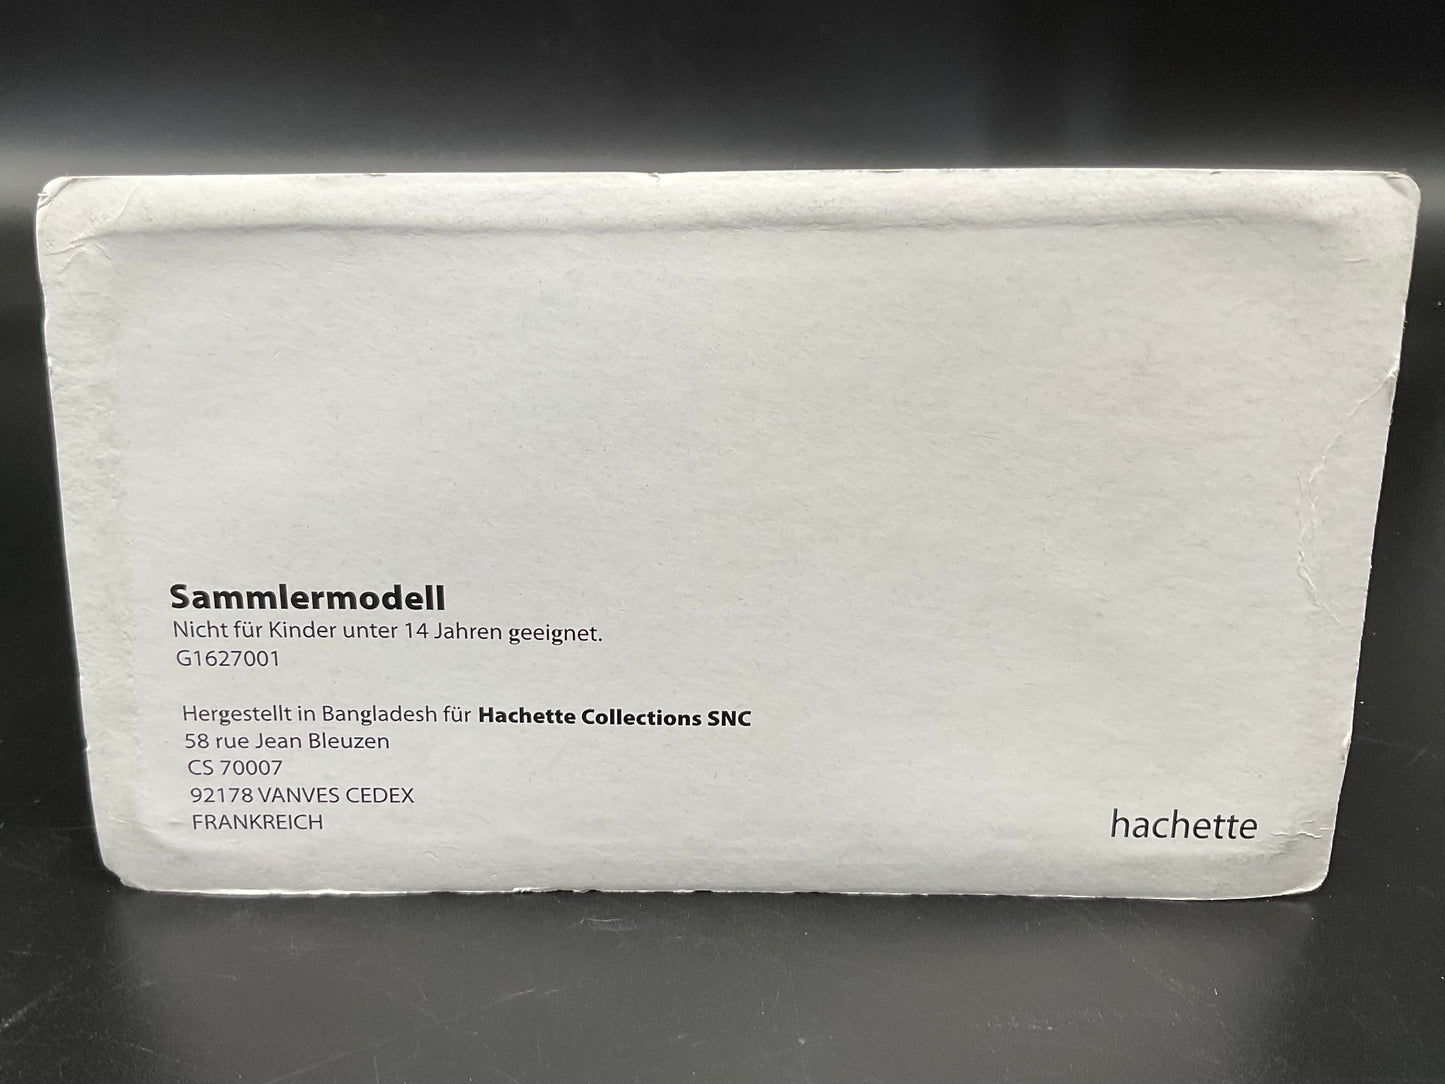 Sammlermodell
Nicht für Kinder unter 14 Jahren geeignet.
G1627001
Hergestellt in Bangladesh für Hachette Collections SNC
58 rue Jean Bleuzen
CS 70007
92178 VANVES CEDEX
FRANKREICH
hachette